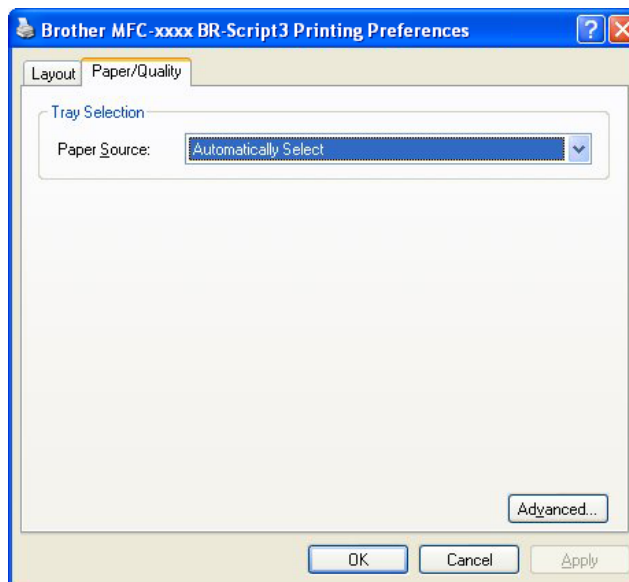 Brother MFC-xxxx BR-Script3 Printing Preferences
Layout Paper/Quality
Tray Selection
Paper Source: Automatically Select
Advanced...
OK Cancel Apply